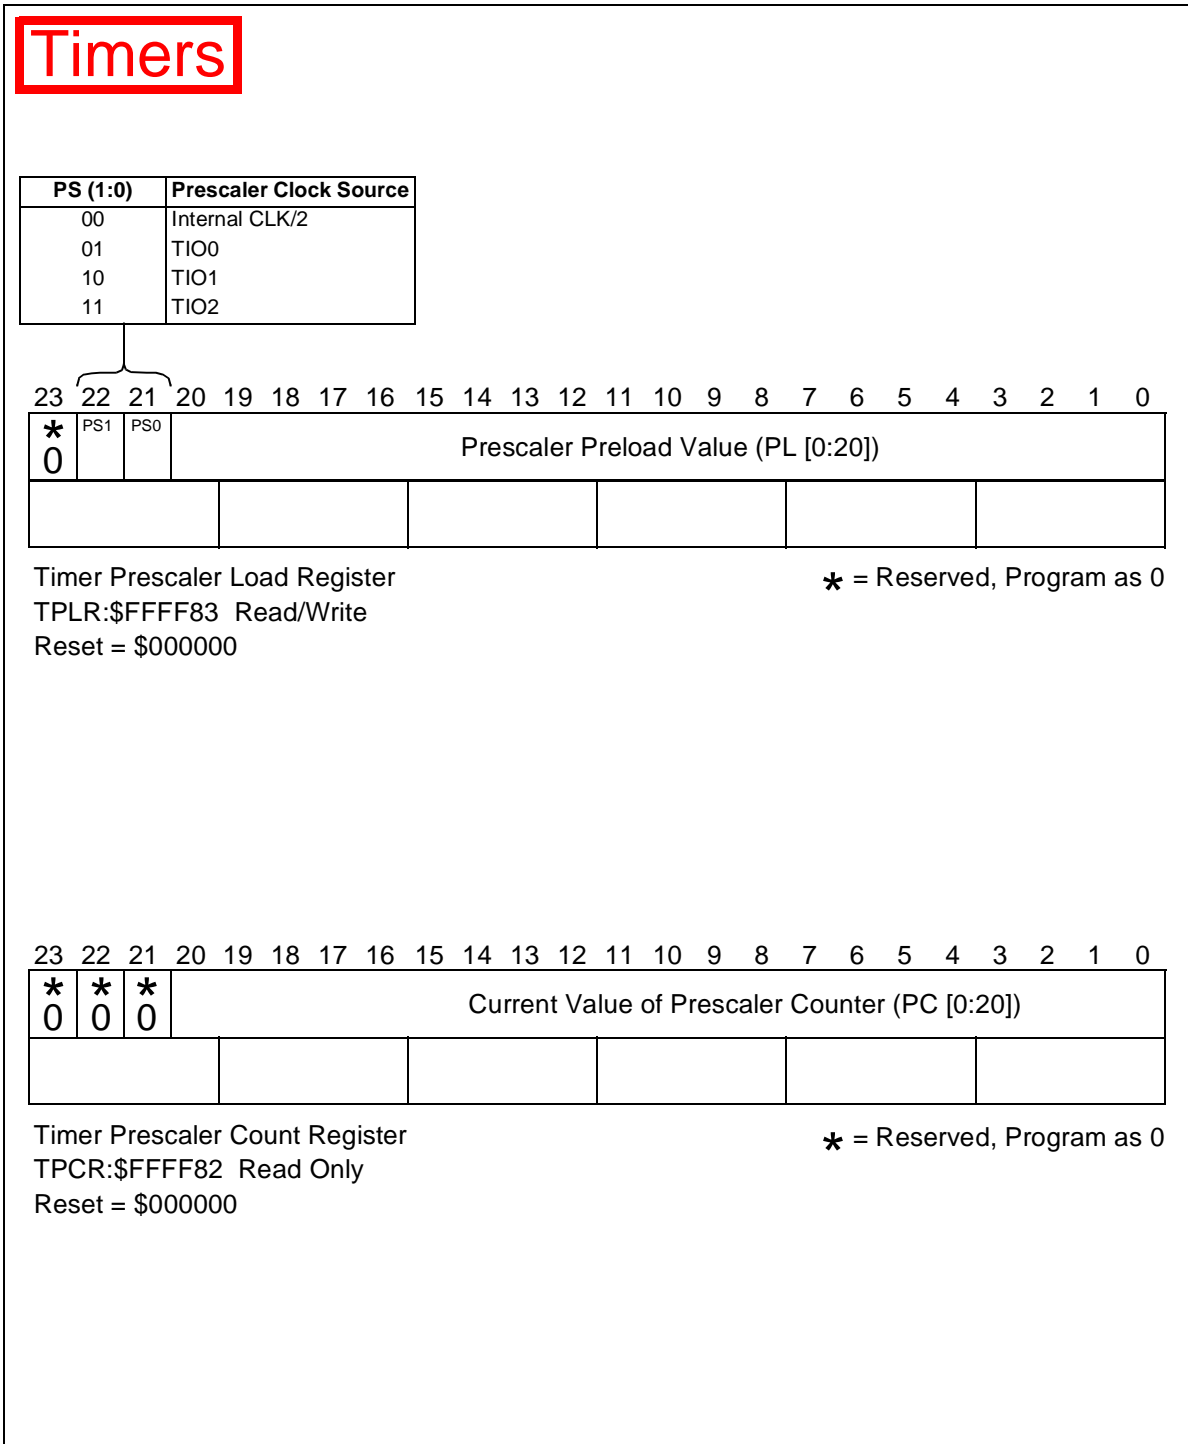 Timers
PS (1:0) Prescaler Clock Source
00 Internal CLK/2
01 TIO0
10 TIO1
11 TIO2
23 22 21 20 19 18 17 16 15 14 13 12 11 10 9 8 7 6 5 4 3 2 1 0
* PS1 PS0 Prescaler Preload Value (PL [0:20])
0
Timer Prescaler Load Register * = Reserved, Program as 0
TPLR:$FFFF83 Read/Write
Reset = $000000
23 22 21 20 19 18 17 16 15 14 13 12 11 10 9 8 7 6 5 4 3 2 1 0
* * * Current Value of Prescaler Counter (PC [0:20])
0 0 0
Timer Prescaler Count Register * = Reserved, Program as 0
TPCR:$FFFF82 Read Only
Reset = $000000